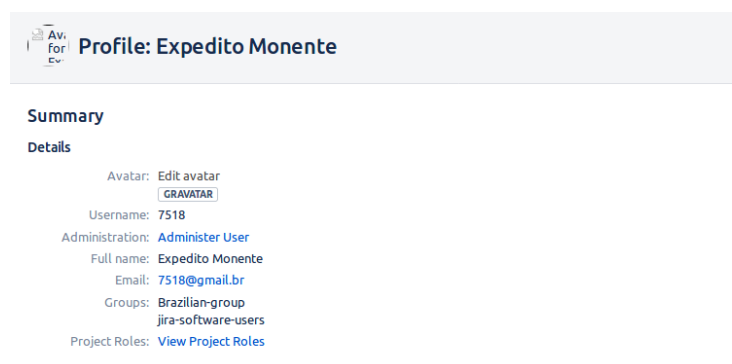 Profile: Expedito Monente
Summary
Details
Avatar: Edit avatar
GRAVATAR
Username: 7518
Administration: Administer User
Full name: Expedito Monente
Email: 7518@gmail.br
Groups: Brazilian-group
jira-software-users
Project Roles: View Project Roles